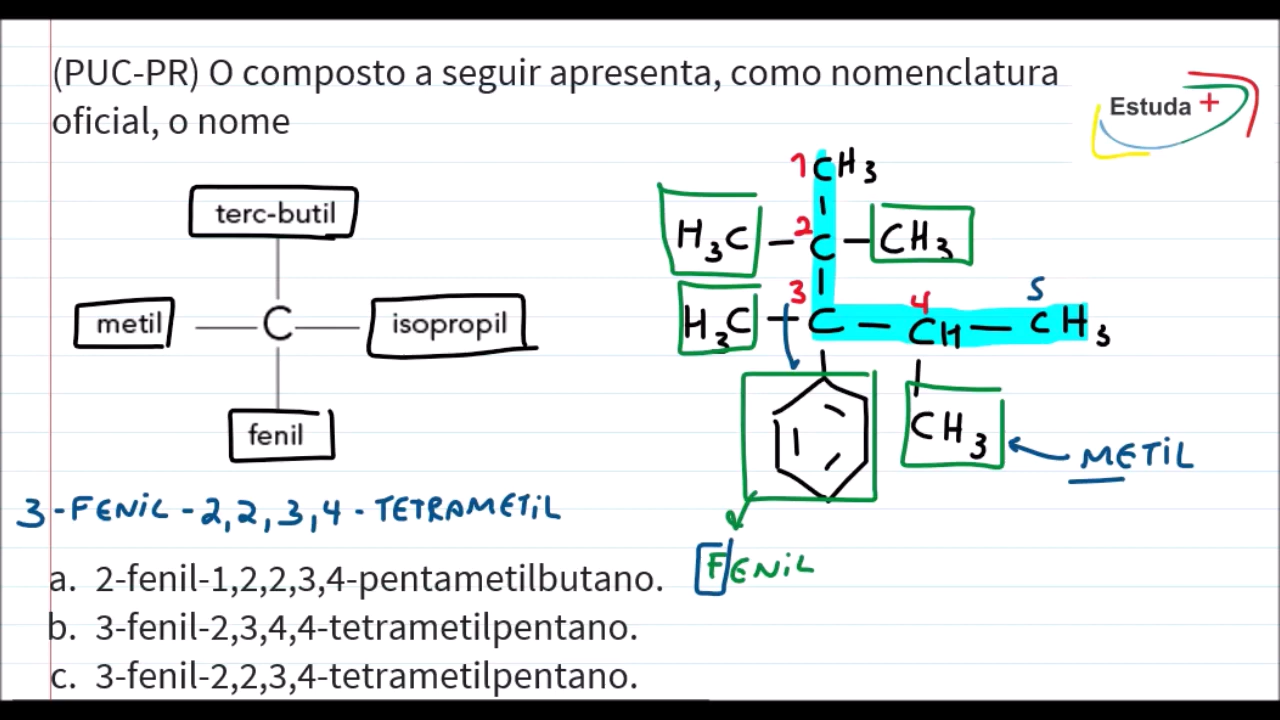 (PUC-PR) O composto a seguir apresenta, como nomenclatura
oficial, o nome
Estuda +
terc-butil
metil
C
isopropil
fenil
1 CH3
H3C - 2 C - CH3
H3C - 3 C - 4 CH - 5 CH3
CH3
METIL
FENIL
3-FENIL-2,2,3,4-TETRAMETIL
a. 2-fenil-1,2,2,3,4-pentametilbutano.
b. 3-fenil-2,3,4,4-tetrametilpentano.
c. 3-fenil-2,2,3,4-tetrametilpentano.